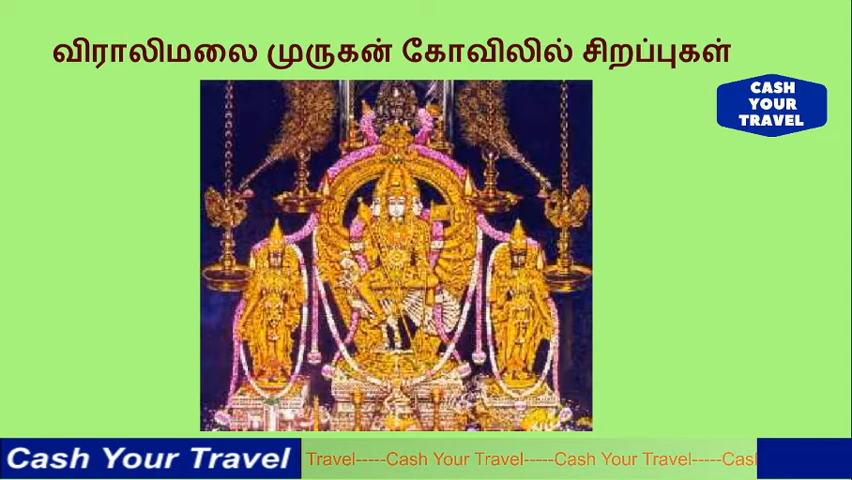 விராலிமலை முருகன் கோவிலில் சிறப்புகள்
CASH
YOUR
TRAVEL
Cash Your Travel
Travel-----Cash Your Travel-----Cash Your Travel-----Cash